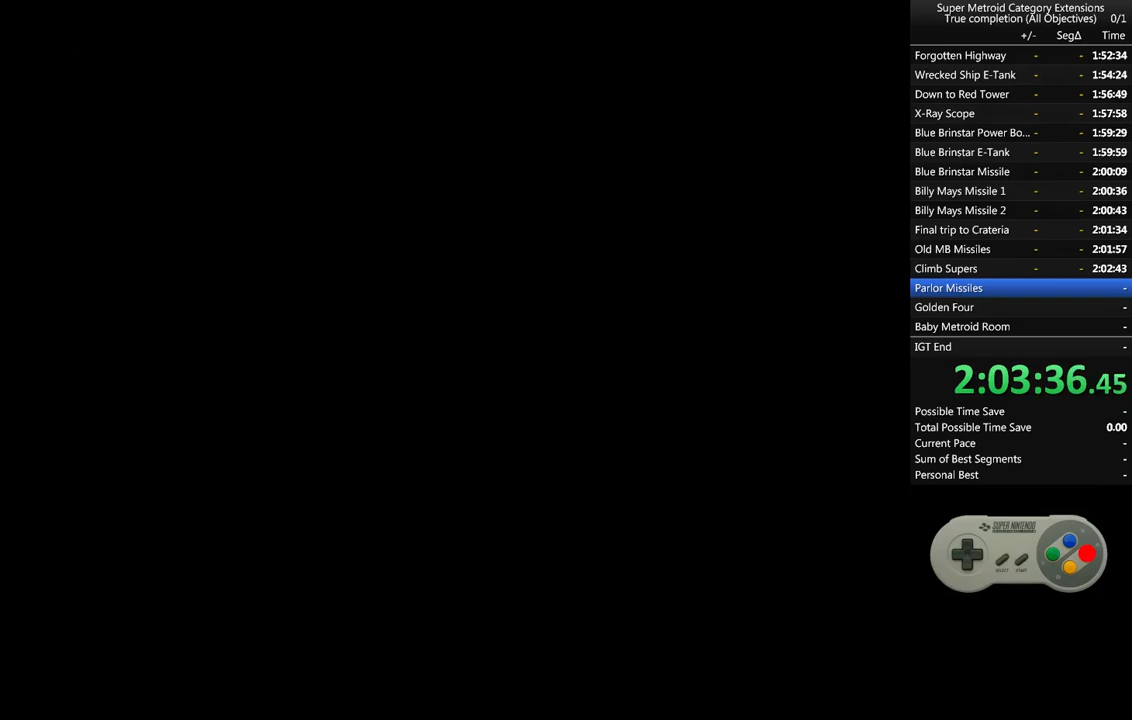 Super Metroid Category Extensions
True completion (All Objectives) 0/1
+/- SegΔ Time
Forgotten Highway - - 1:52:34
Wrecked Ship E-Tank - - 1:54:24
Down to Red Tower - - 1:56:49
X-Ray Scope - - 1:57:58
Blue Brinstar Power Bo... - - 1:59:29
Blue Brinstar E-Tank - - 1:59:59
Blue Brinstar Missile - - 2:00:09
Billy Mays Missile 1 - - 2:00:36
Billy Mays Missile 2 - - 2:00:43
Final trip to Crateria - - 2:01:34
Old MB Missiles - - 2:01:57
Climb Supers - - 2:02:43
Parlor Missiles -
Golden Four -
Baby Metroid Room -
IGT End -
2:03:36.45
Possible Time Save -
Total Possible Time Save 0.00
Current Pace -
Sum of Best Segments -
Personal Best -
SUPER NINTENDO
SELECT START